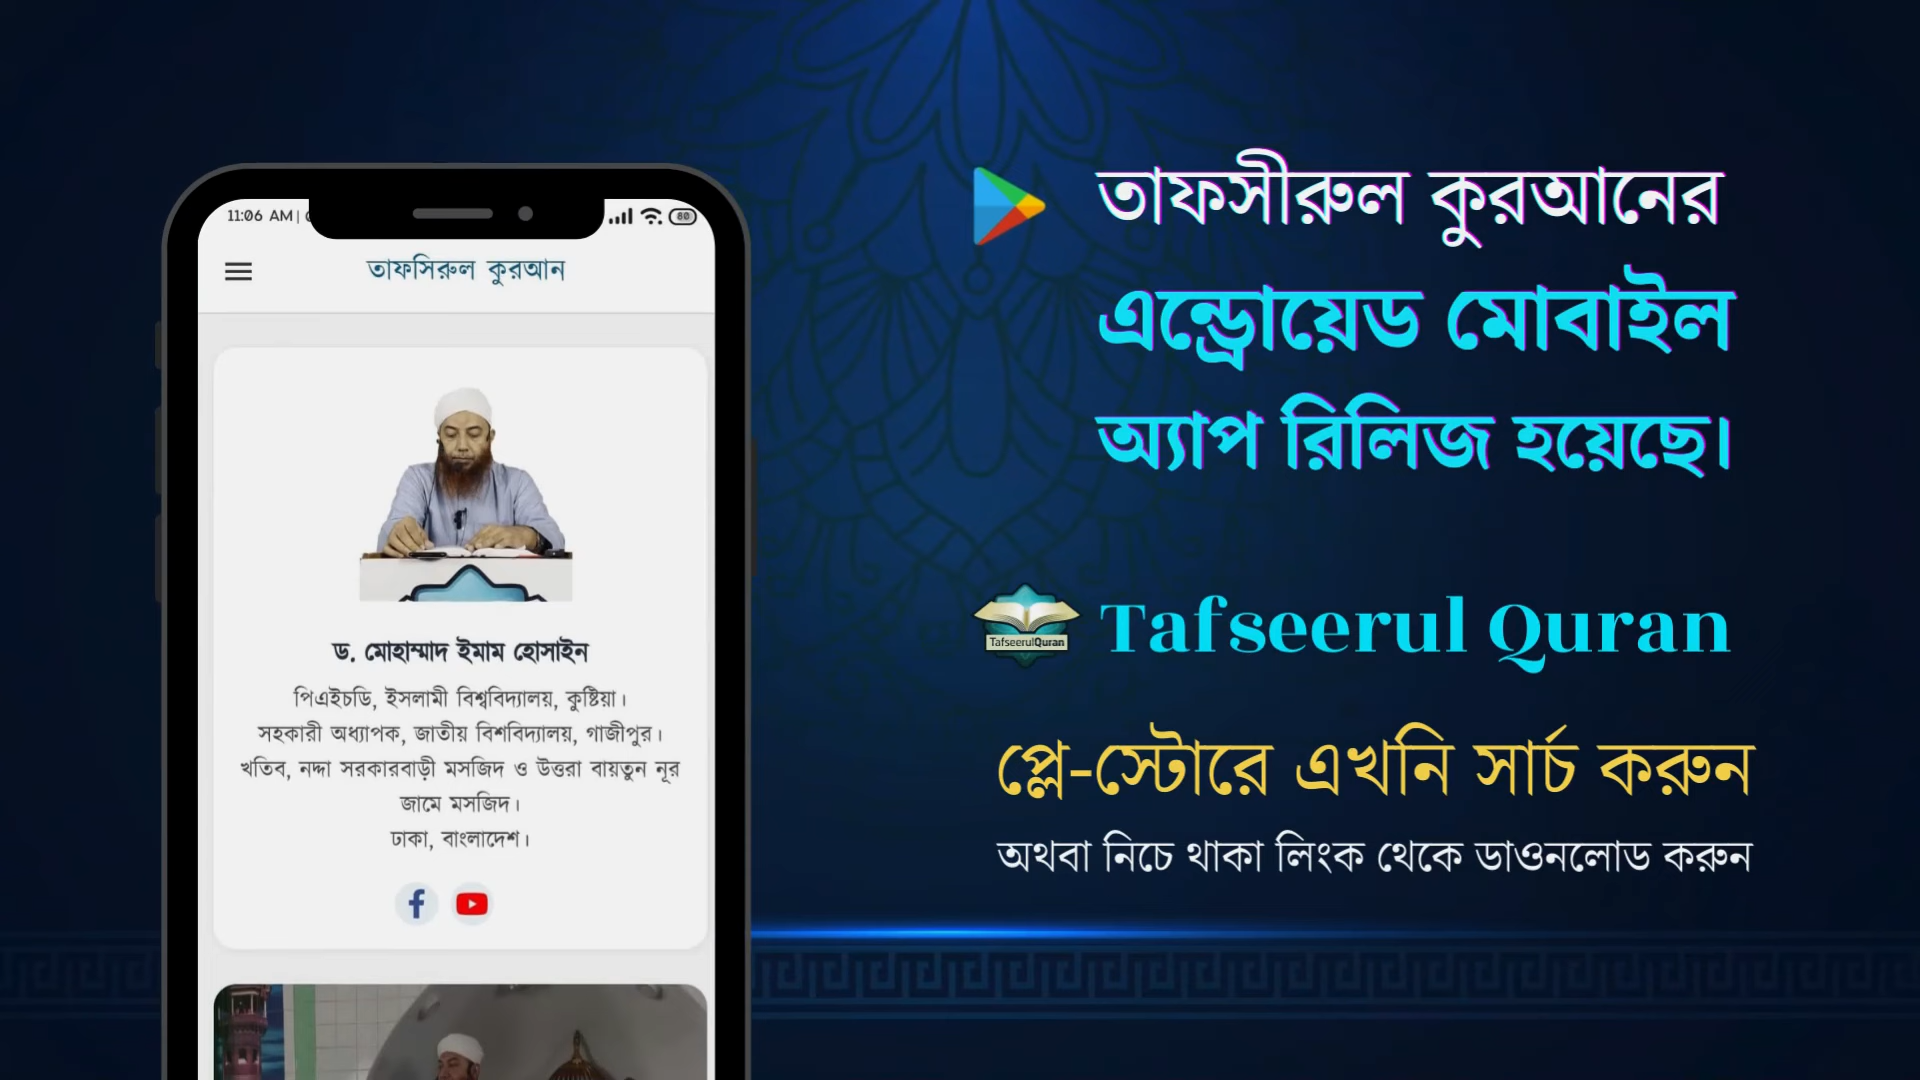 11:06 AM
80
তাফসিরুল কুরআন
ড. মোহাম্মাদ ইমাম হোসাইন
পিএইচডি, ইসলামী বিশ্ববিদ্যালয়, কুষ্টিয়া।
সহকারী অধ্যাপক, জাতীয় বিশবিদ্যালয়, গাজীপুর।
খতিব, নদ্দা সরকারবাড়ী মসজিদ ও উত্তরা বায়তুন নূর
জামে মসজিদ।
ঢাকা, বাংলাদেশ।
তাফসীরুল কুরআনের
এন্ড্রোয়েড মোবাইল
অ্যাপ রিলিজ হয়েছে।
TafseerulQuran
Tafseerul Quran
প্লে-স্টোরে এখনি সার্চ করুন
অথবা নিচে থাকা লিংক থেকে ডাওনলোড করুন